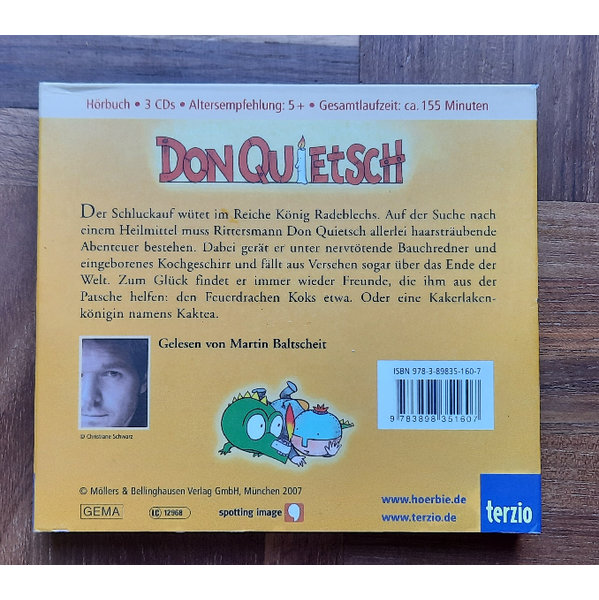 Hörbuch • 3 CDs • Altersempfehlung: 5+ • Gesamtlaufzeit: ca. 155 Minuten
DON QUIETSCH
Der Schluckauf wütet im Reiche König Radeblechs. Auf der Suche nach
einem Heilmittel muss Rittersmann Don Quietsch allerlei haarsträubende
Abenteuer bestehen. Dabei gerät er unter nervtötende Bauchredner und
eingeborenes Kochgeschirr und fällt aus Versehen sogar über das Ende der
Welt. Zum Glück findet er immer wieder Freunde, die ihm aus der
Patsche helfen: den Feuerdrachen Koks etwa. Oder eine Kakerlaken-
königin namens Kaktea.
Gelesen von Martin Baltscheit
ISBN 978-3-89835-160-7
9 783898 351607
© Christiane Schwarz
© Möllers & Bellinghausen Verlag GmbH, München 2007
GEMA
LC 12968
spotting image
www.hoerbie.de
www.terzio.de
terzio